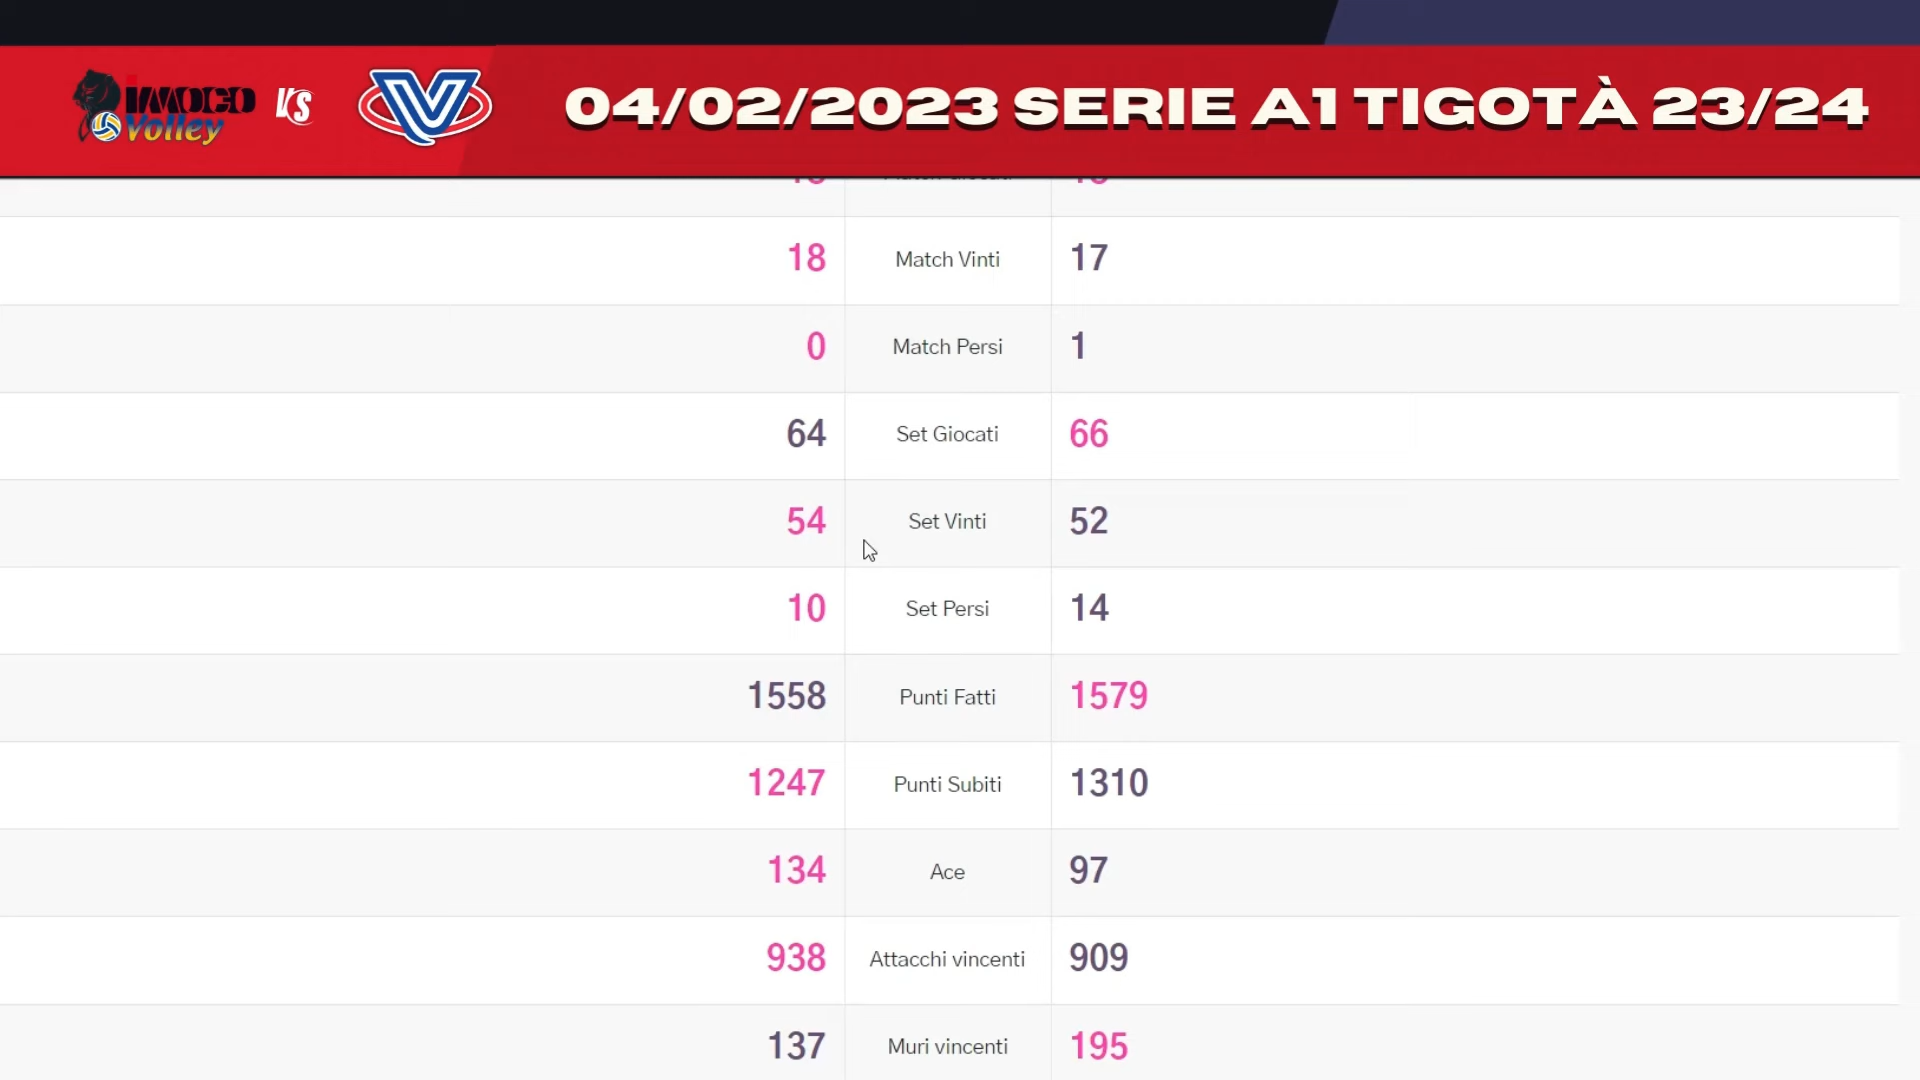 imoco
Volley
VS
V
04/02/2023 SERIE A1 TIGOTÀ 23/24
18 Match Vinti 17
0 Match Persi 1
64 Set Giocati 66
54 Set Vinti 52
10 Set Persi 14
1558 Punti Fatti 1579
1247 Punti Subiti 1310
134 Ace 97
938 Attacchi vincenti 909
137 Muri vincenti 195